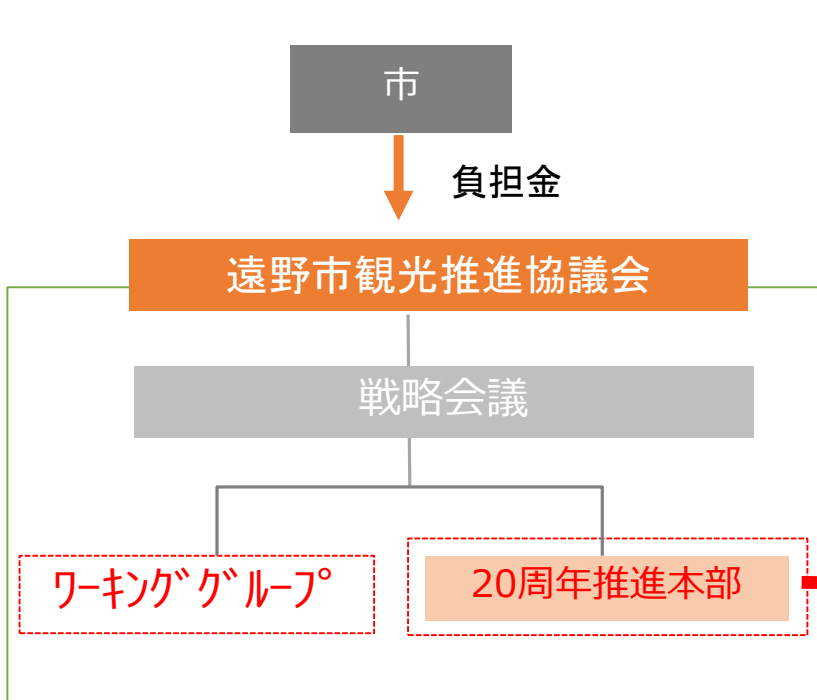 市
負担金
遠野市観光推進協議会
戦略会議
ﾜｰｷﾝｸﾞｸﾞﾙｰﾌﾟ
20周年推進本部